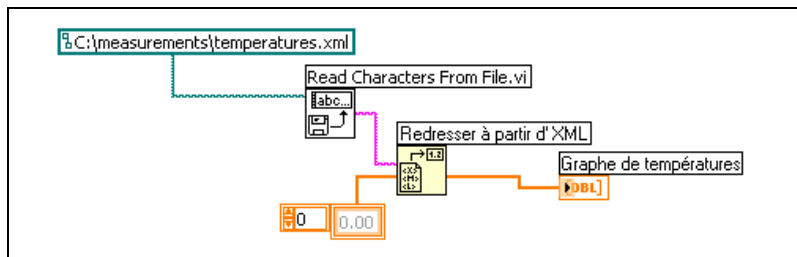 C:\measurements\temperatures.xml
Read Characters From File.vi
abc...
Redresser à partir d'XML
1.2
<X>
<M>
<L>
Graphe de températures
DBL
0
0.00